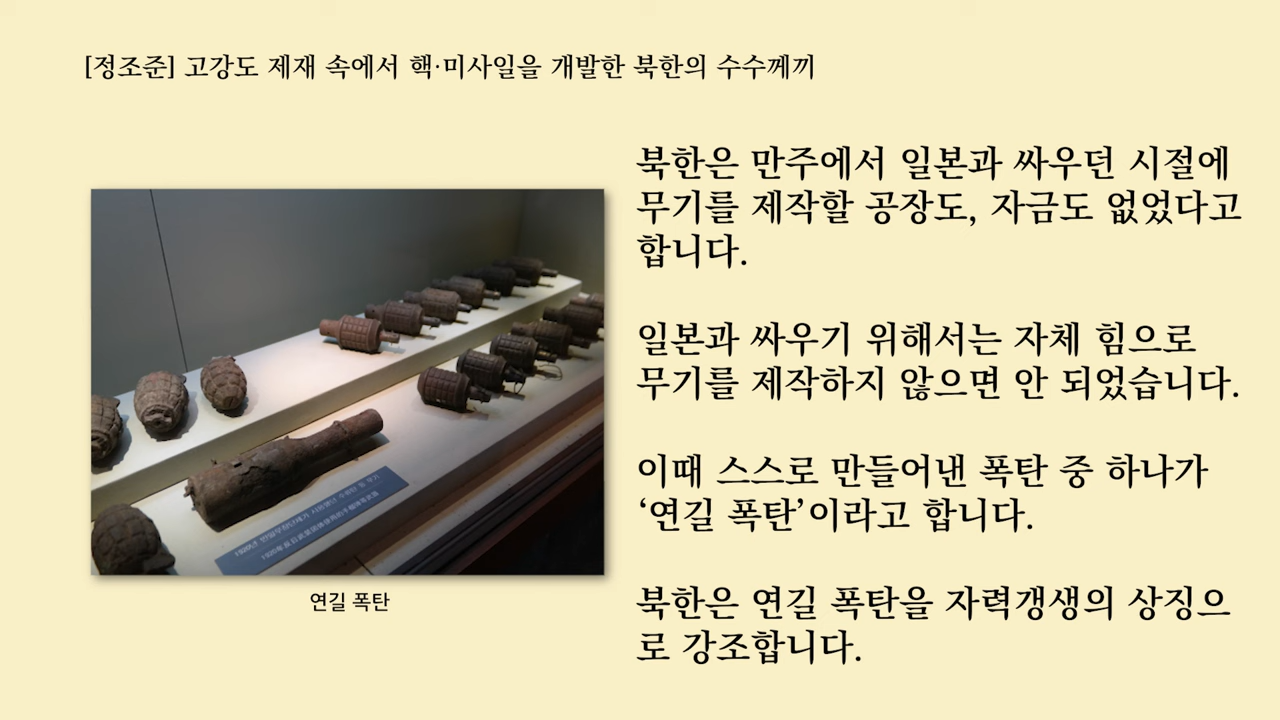 [정조준] 고강도 제재 속에서 핵·미사일을 개발한 북한의 수수께끼
북한은 만주에서 일본과 싸우던 시절에
무기를 제작할 공장도, 자금도 없었다고
합니다.
일본과 싸우기 위해서는 자체 힘으로
무기를 제작하지 않으면 안 되었습니다.
이때 스스로 만들어낸 폭탄 중 하나가
‘연길 폭탄’이라고 합니다.
북한은 연길 폭탄을 자력갱생의 상징으
로 강조합니다.
연길 폭탄